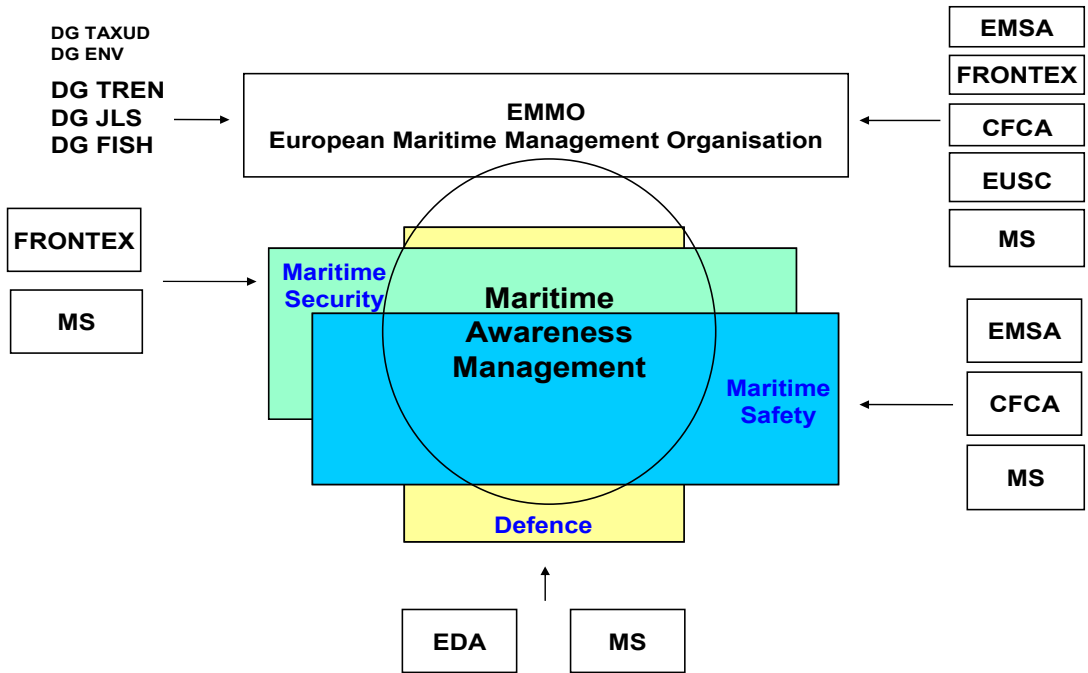 DG TAXUD
DG ENV
DG TREN
DG JLS
DG FISH
EMMO
European Maritime Management Organisation
EMSA
FRONTEX
CFCA
EUSC
MS
FRONTEX
MS
Maritime
Security
Maritime
Awareness
Management
Maritime
Safety
EMSA
CFCA
MS
Defence
EDA
MS